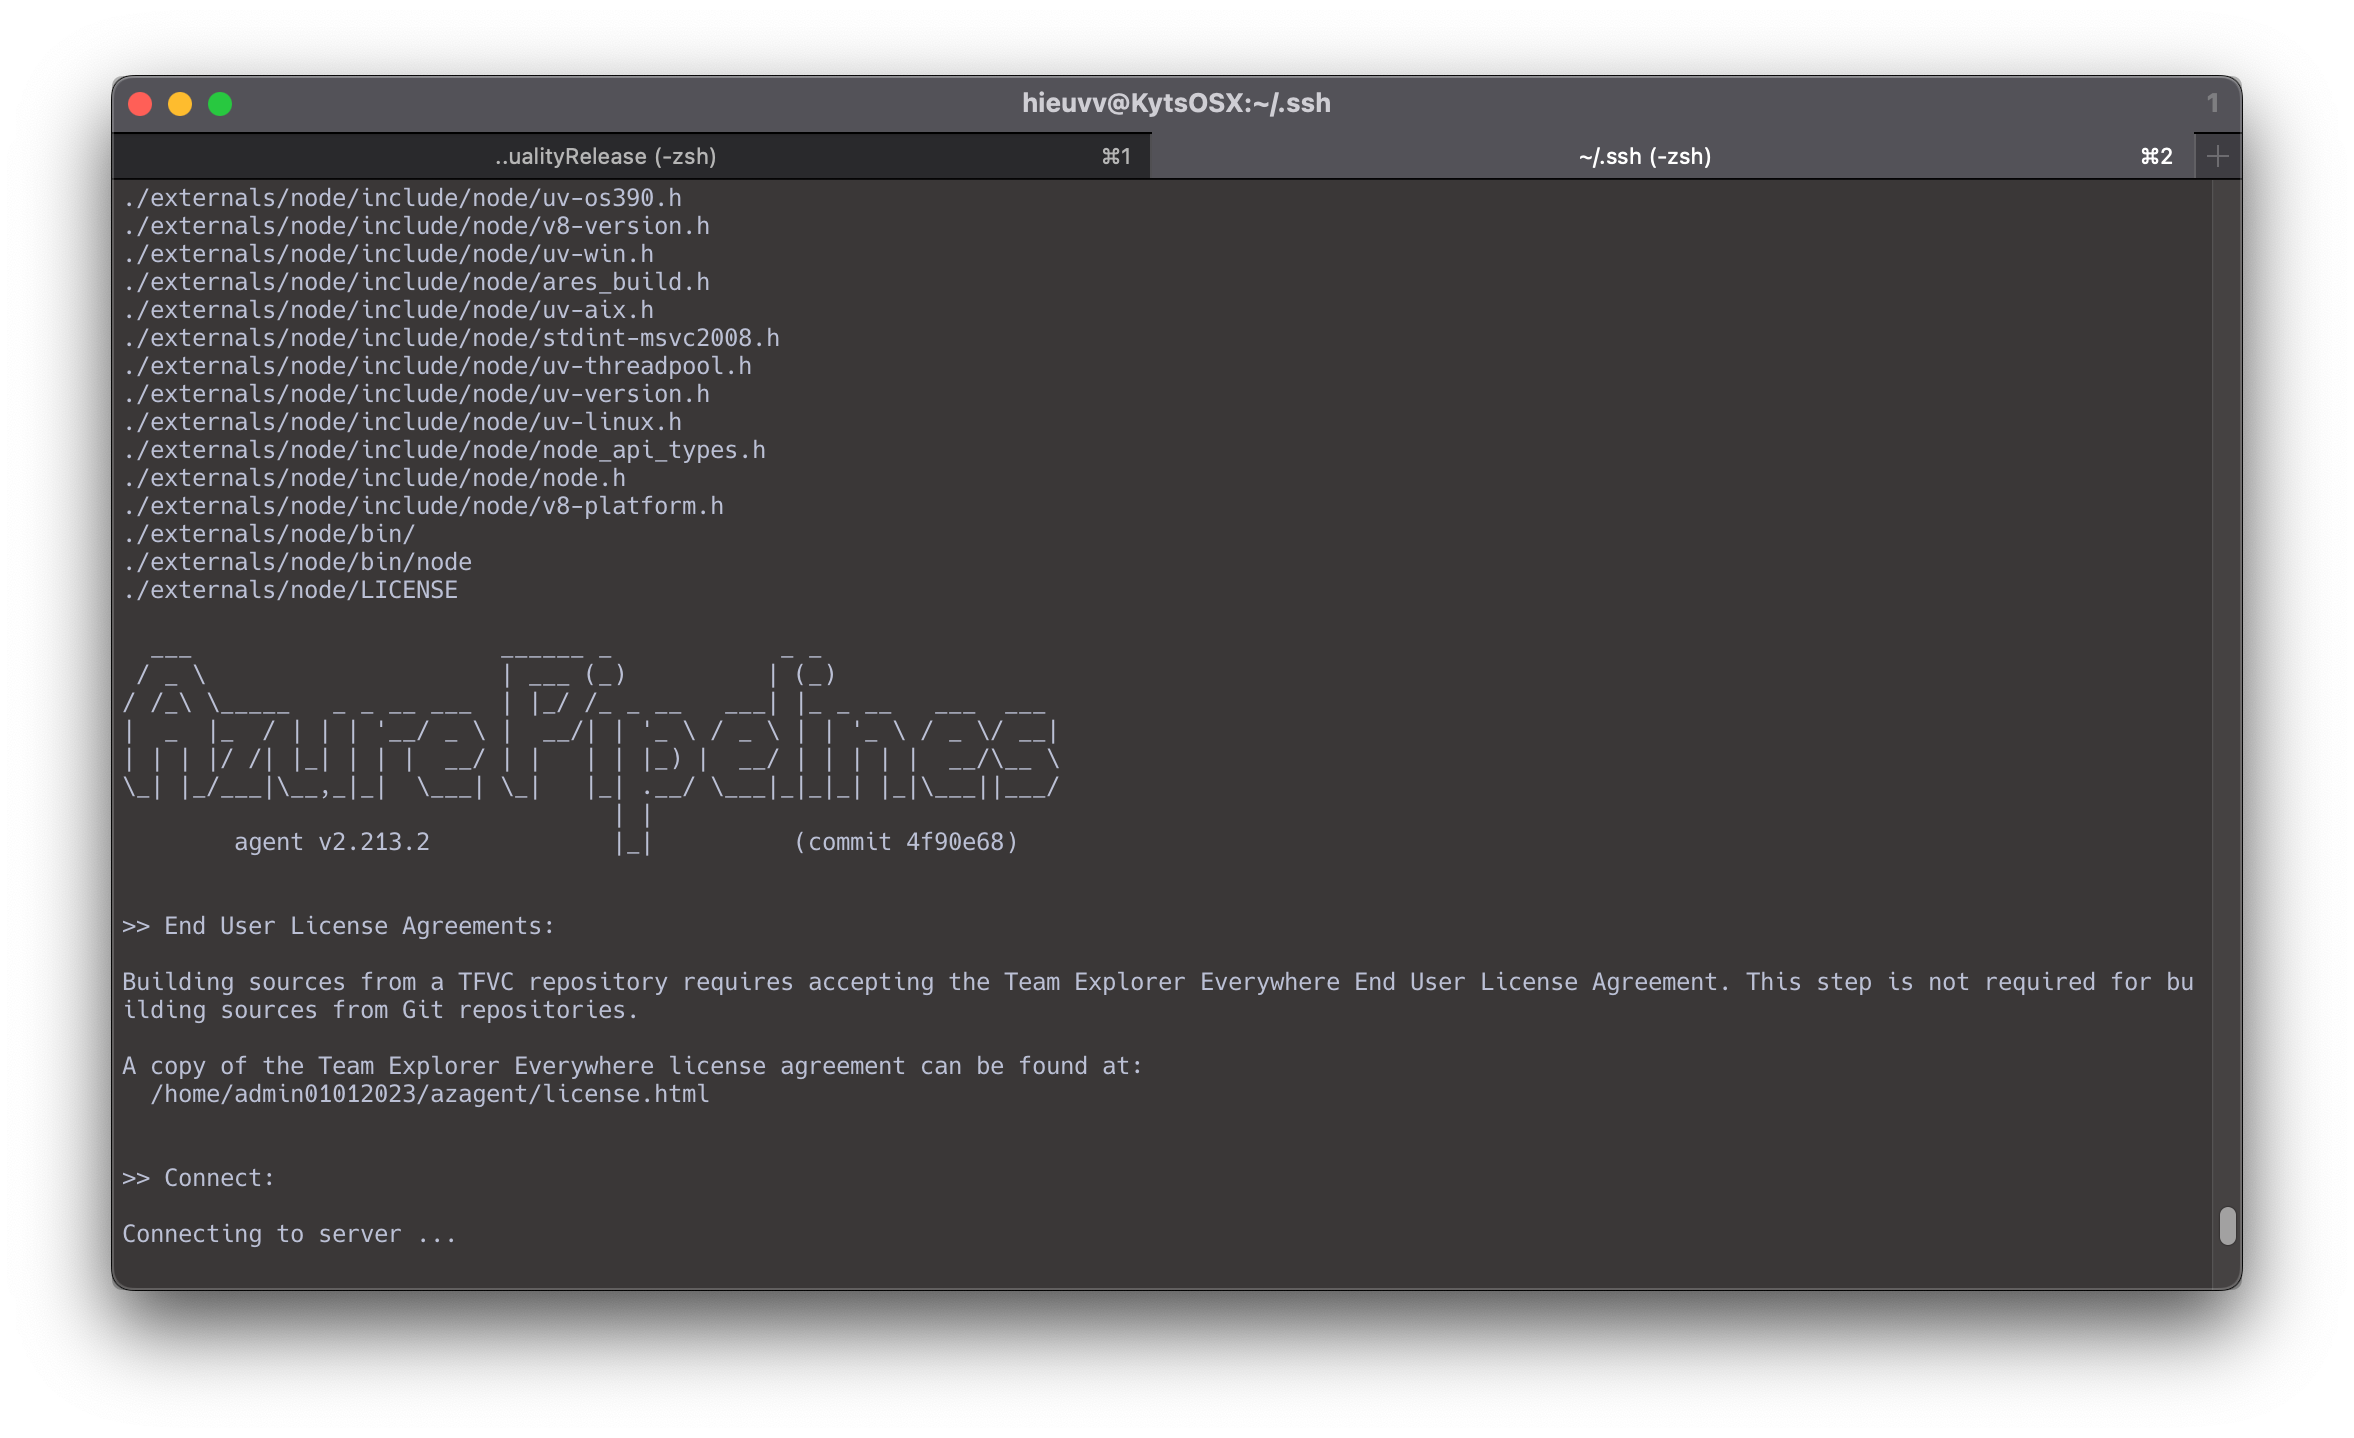 hieuvv@KytsOSX:~/.ssh 1
..ualityRelease (-zsh) ⌘1 ~/.ssh (-zsh) ⌘2 +
./externals/node/include/node/uv-os390.h
./externals/node/include/node/v8-version.h
./externals/node/include/node/uv-win.h
./externals/node/include/node/ares_build.h
./externals/node/include/node/uv-aix.h
./externals/node/include/node/stdint-msvc2008.h
./externals/node/include/node/uv-threadpool.h
./externals/node/include/node/uv-version.h
./externals/node/include/node/uv-linux.h
./externals/node/include/node/node_api_types.h
./externals/node/include/node/node.h
./externals/node/include/node/v8-platform.h
./externals/node/bin/
./externals/node/bin/node
./externals/node/LICENSE
Azure Pipelines
agent v2.213.2 (commit 4f90e68)
>> End User License Agreements:
Building sources from a TFVC repository requires accepting the Team Explorer Everywhere End User License Agreement. This step is not required for bu
ilding sources from Git repositories.
A copy of the Team Explorer Everywhere license agreement can be found at:
/home/admin01012023/azagent/license.html
>> Connect:
Connecting to server ...